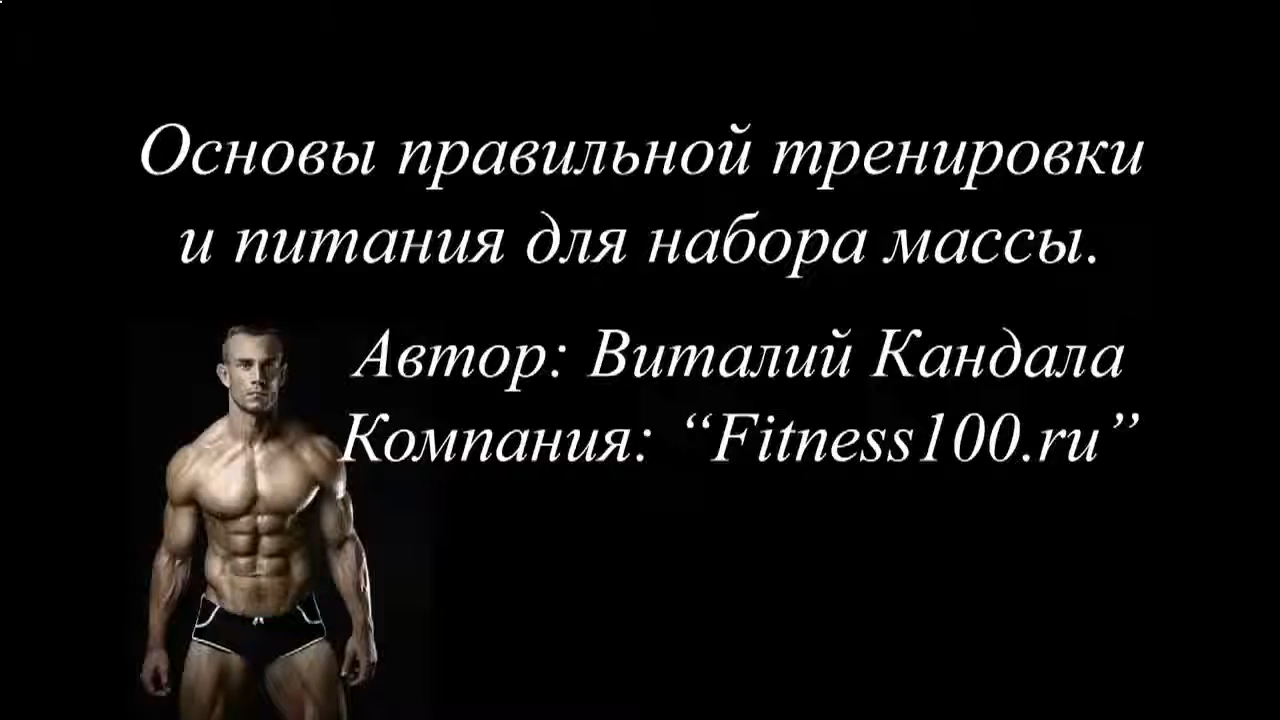 Основы правильной тренировки
и питания для набора массы.
Автор: Виталий Кандала
Компания: “Fitness100.ru”